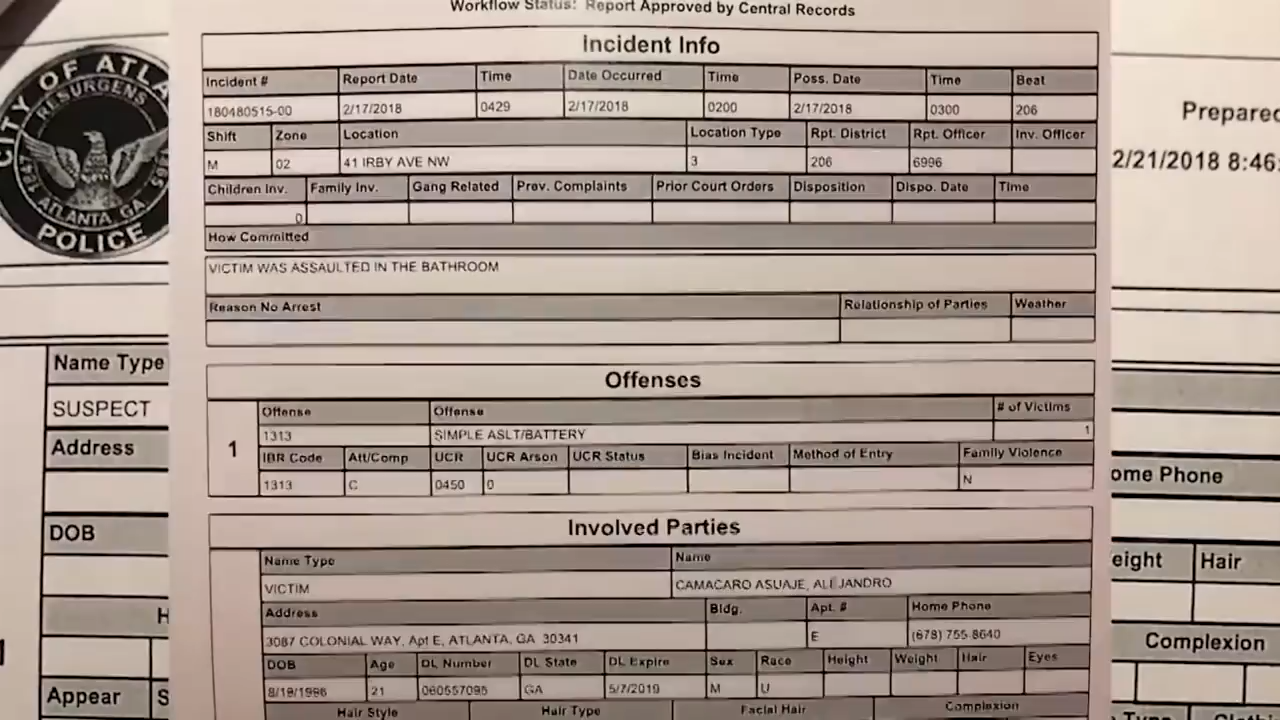 Workflow Status: Report Approved by Central Records
Incident Info
Incident # Report Date Time Date Occurred Time Poss. Date Time Beat
180480515-00 2/17/2018 0429 2/17/2018 0200 2/17/2018 0300 206
Shift Zone Location Location Type Rpt. District Rpt. Officer Inv. Officer
M 02 41 IRBY AVE NW 3 206 6996
Children Inv. Family Inv. Gang Related Prev. Complaints Prior Court Orders Disposition Dispo. Date Time
0
How Committed
VICTIM WAS ASSAULTED IN THE BATHROOM
Reason No Arrest Relationship of Parties Weather
Offenses
1
Offense Offense # of Victims
1313 SIMPLE ASLT/BATTERY 1
IBR Code Att/Comp UCR UCR Arson UCR Status Bias Incident Method of Entry Family Violence
1313 C 0450 0 N
Involved Parties
Name Type Name
VICTIM CAMACARO ASUAJE, ALEJANDRO
Address Bldg. Apt. # Home Phone
3087 COLONIAL WAY, Apt E, ATLANTA, GA 30341 E (678) 755-8640
DOB Age DL Number DL State DL Expire Sex Race Height Weight Hair Eyes
8/19/1996 21 060557095 GA 5/7/2019 M U
Hair Style Hair Type Facial Hair Complexion
CITY OF ATLA
RESURGENS
1847 1865
ATLANTA, GA.
POLICE
Name Type
SUSPECT
Address
DOB
H
Appear S
Prepared
2/21/2018 8:46:
ome Phone
eight Hair
Complexion